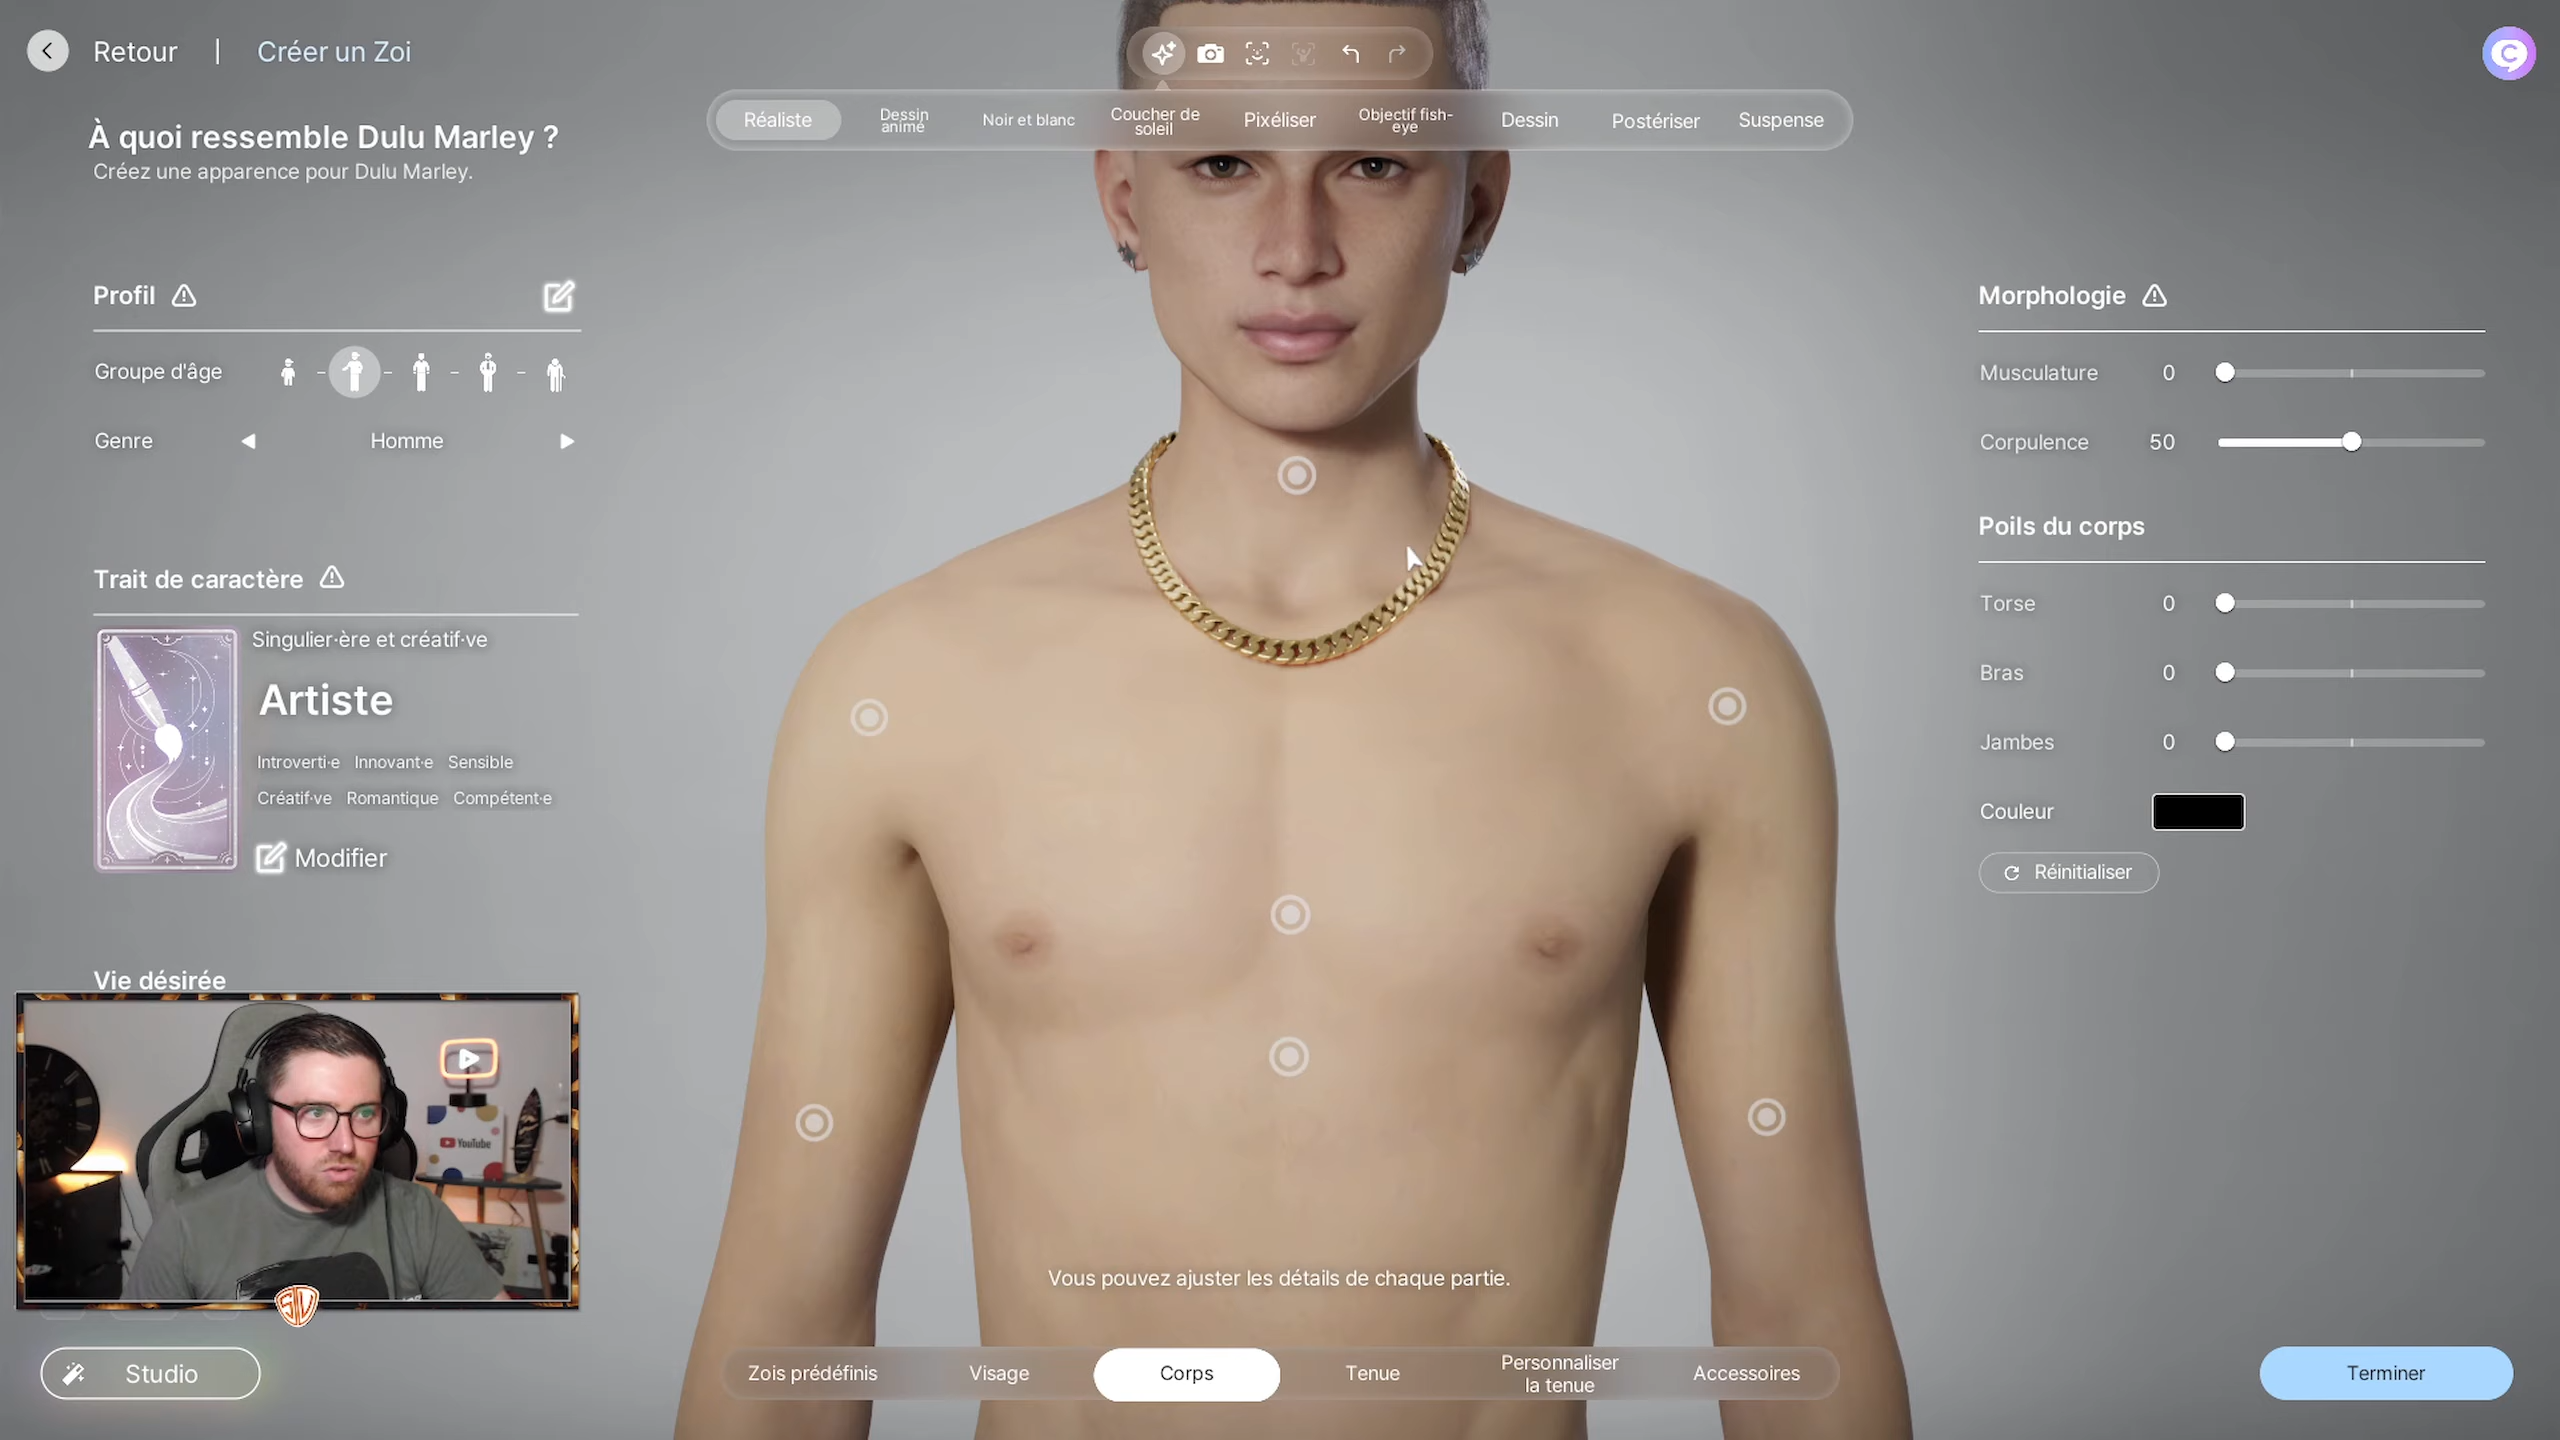 Retour | Créer un Zoi
À quoi ressemble Dulu Marley ?
Créez une apparence pour Dulu Marley.
Réaliste
Dessin
animé
Noir et blanc
Coucher de
soleil
Pixéliser
Objectif fish-
eye
Dessin
Postériser
Suspense
Profil
Groupe d'âge
Genre
Homme
Trait de caractère
Singulier·ère et créatif·ve
Artiste
Introverti·e Innovant·e Sensible
Créatif·ve Romantique Compétent·e
Modifier
Vie désirée
YouTube
Studio
Morphologie
Musculature 0
Corpulence 50
Poils du corps
Torse 0
Bras 0
Jambes 0
Couleur
Réinitialiser
Vous pouvez ajuster les détails de chaque partie.
Zois prédéfinis
Visage
Corps
Tenue
Personnaliser
la tenue
Accessoires
Terminer